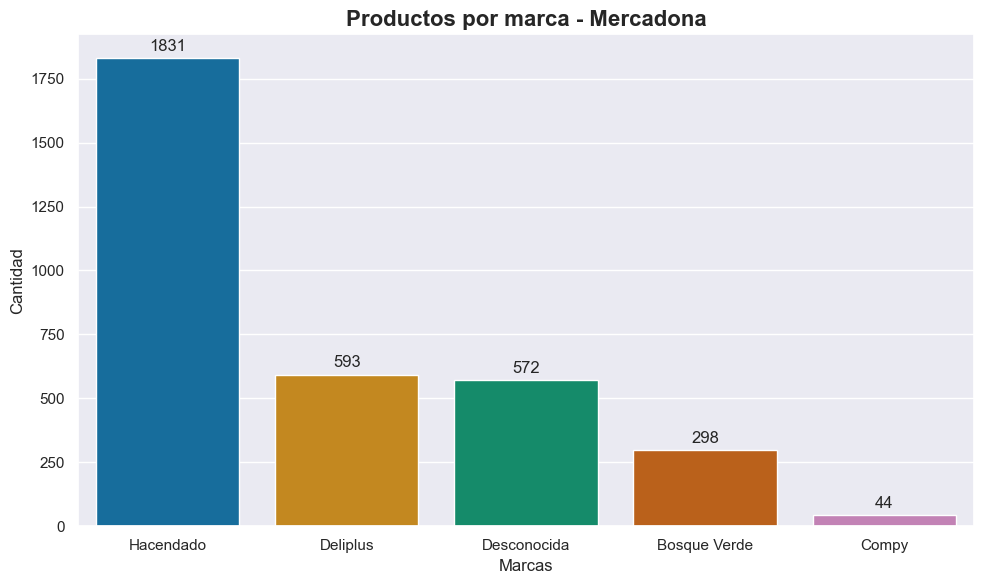 Productos por marca - Mercadona
1831
1750
1500
1250
1000
750
500
250
0
Cantidad
593
572
298
44
Hacendado
Deliplus
Desconocida
Bosque Verde
Compy
Marcas